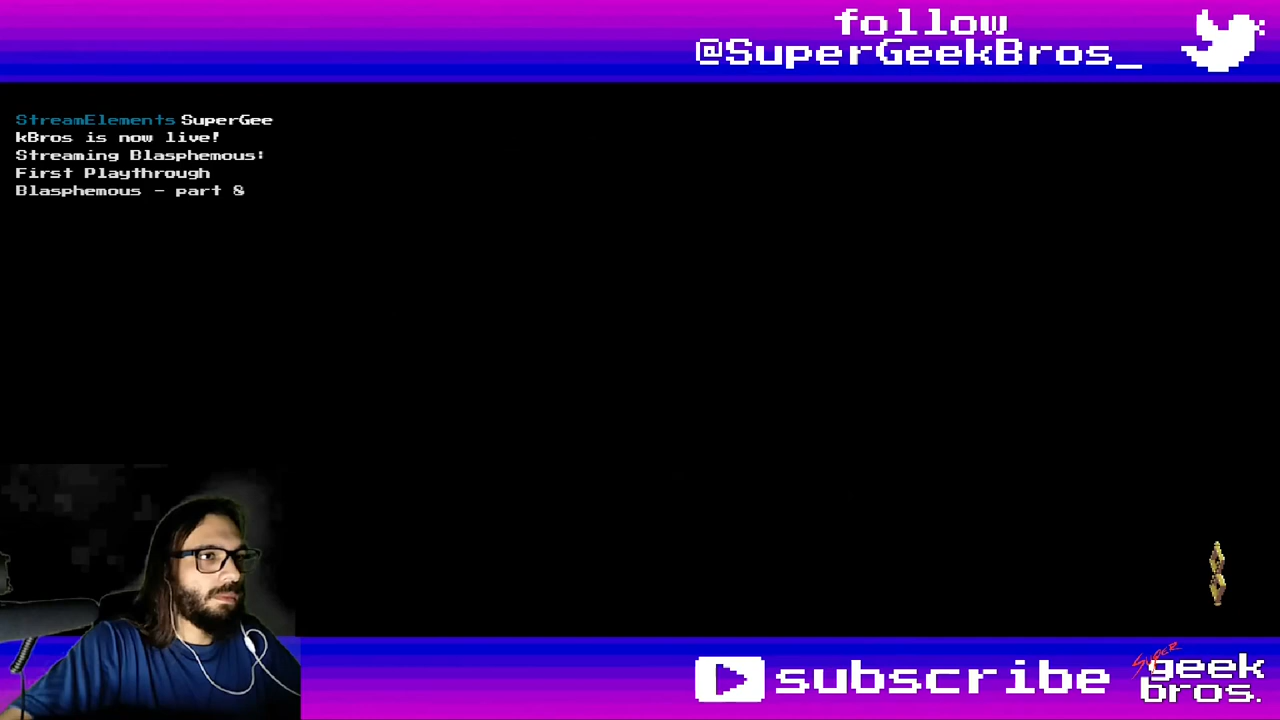 follow
@SuperGeekBros_
StreamElements SuperGee
kBros is now live!
Streaming Blasphemous:
First Playthrough
Blasphemous - part 8
subscribe
super
geek
bros.